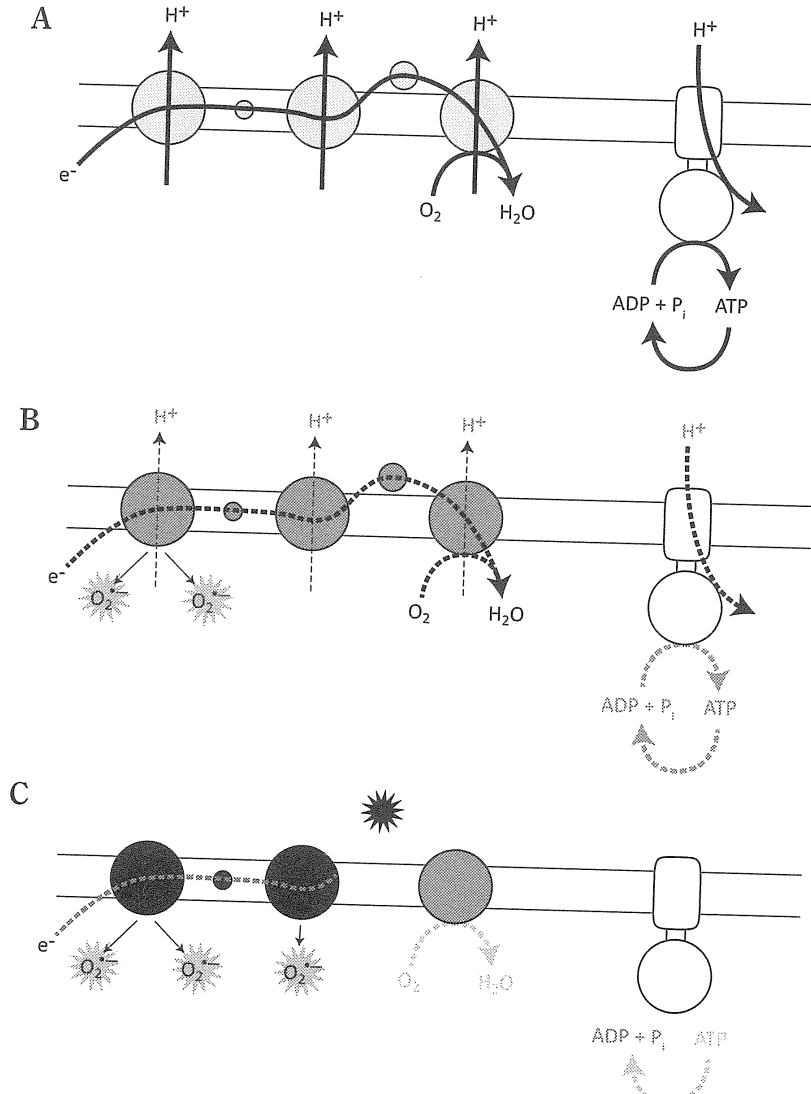 A
H+ H+ H+ H+
e-
O2 H2O
ADP + Pi ATP
B
H+ H+ H+ H+
e-
O2•− O2•−
O2 H2O
ADP + Pi ATP
C
e-
O2•− O2•− O2•−
O2 H2O
ADP + Pi ATP